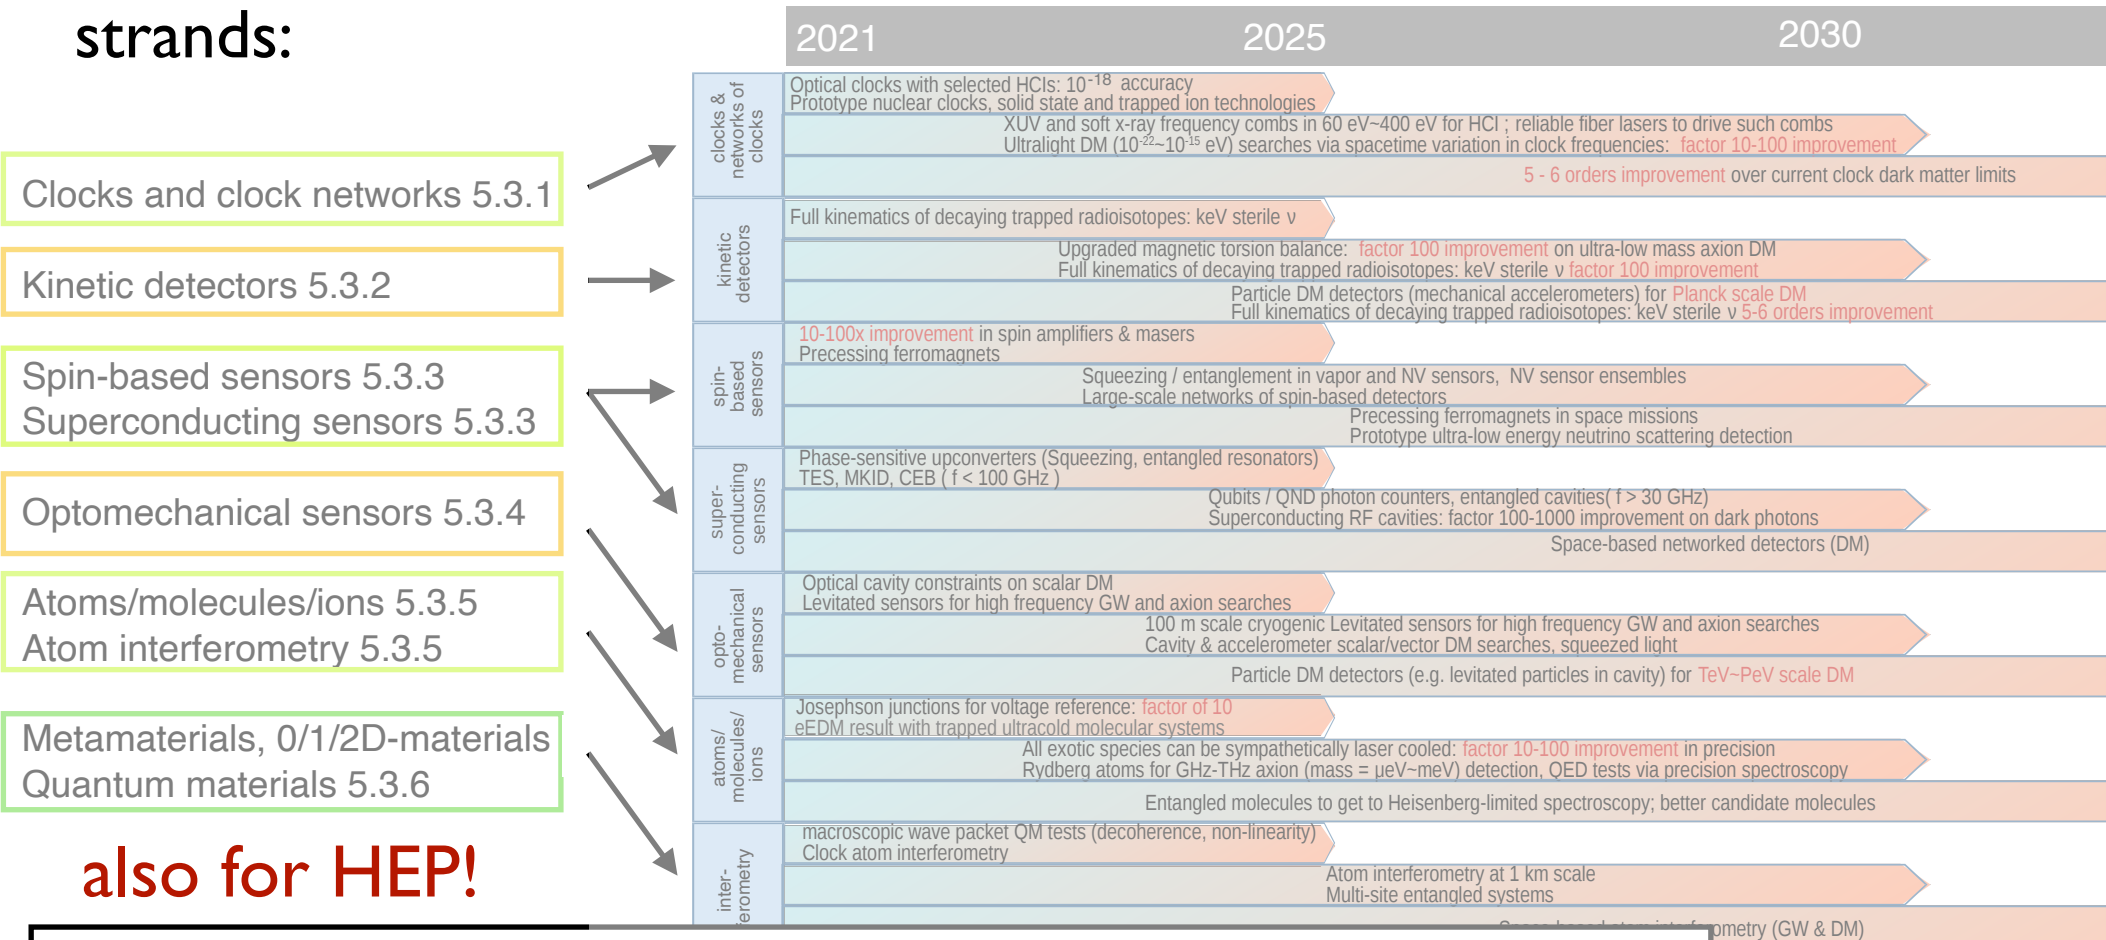 strands:
2021 2025 2030
Clocks and clock networks 5.3.1
Kinetic detectors 5.3.2
Spin-based sensors 5.3.3
Superconducting sensors 5.3.3
Optomechanical sensors 5.3.4
Atoms/molecules/ions 5.3.5
Atom interferometry 5.3.5
Metamaterials, 0/1/2D-materials
Quantum materials 5.3.6
also for HEP!
clocks &
networks of
clocks
Optical clocks with selected HCIs: 10⁻¹⁸ accuracy
Prototype nuclear clocks, solid state and trapped ion technologies
XUV and soft x-ray frequency combs in 60 eV~400 eV for HCI ; reliable fiber lasers to drive such combs
Ultralight DM (10⁻²²~10⁻¹⁵ eV) searches via spacetime variation in clock frequencies: factor 10-100 improvement
5 - 6 orders improvement over current clock dark matter limits
kinetic
detectors
Full kinematics of decaying trapped radioisotopes: keV sterile ν
Upgraded magnetic torsion balance: factor 100 improvement on ultra-low mass axion DM
Full kinematics of decaying trapped radioisotopes: keV sterile ν factor 100 improvement
Particle DM detectors (mechanical accelerometers) for Planck scale DM
Full kinematics of decaying trapped radioisotopes: keV sterile ν 5-6 orders improvement
spin-
based
sensors
10-100x improvement in spin amplifiers & masers
Precessing ferromagnets
Squeezing / entanglement in vapor and NV sensors, NV sensor ensembles
Large-scale networks of spin-based detectors
Precessing ferromagnets in space missions
Prototype ultra-low energy neutrino scattering detection
super-
conducting
sensors
Phase-sensitive upconverters (Squeezing, entangled resonators)
TES, MKID, CEB ( f < 100 GHz )
Qubits / QND photon counters, entangled cavities( f > 30 GHz)
Superconducting RF cavities: factor 100-1000 improvement on dark photons
Space-based networked detectors (DM)
opto-
mechanical
sensors
Optical cavity constraints on scalar DM
Levitated sensors for high frequency GW and axion searches
100 m scale cryogenic Levitated sensors for high frequency GW and axion searches
Cavity & accelerometer scalar/vector DM searches, squeezed light
Particle DM detectors (e.g. levitated particles in cavity) for TeV~PeV scale DM
atoms/
molecules/
ions
Josephson junctions for voltage reference: factor of 10
eEDM result with trapped ultracold molecular systems
All exotic species can be sympathetically laser cooled: factor 10-100 improvement in precision
Rydberg atoms for GHz-THz axion (mass = μeV~meV) detection, QED tests via precision spectroscopy
Entangled molecules to get to Heisenberg-limited spectroscopy; better candidate molecules
inter-
ferometry
macroscopic wave packet QM tests (decoherence, non-linearity)
Clock atom interferometry
Atom interferometry at 1 km scale
Multi-site entangled systems
Space-based atom interferometry (GW & DM)